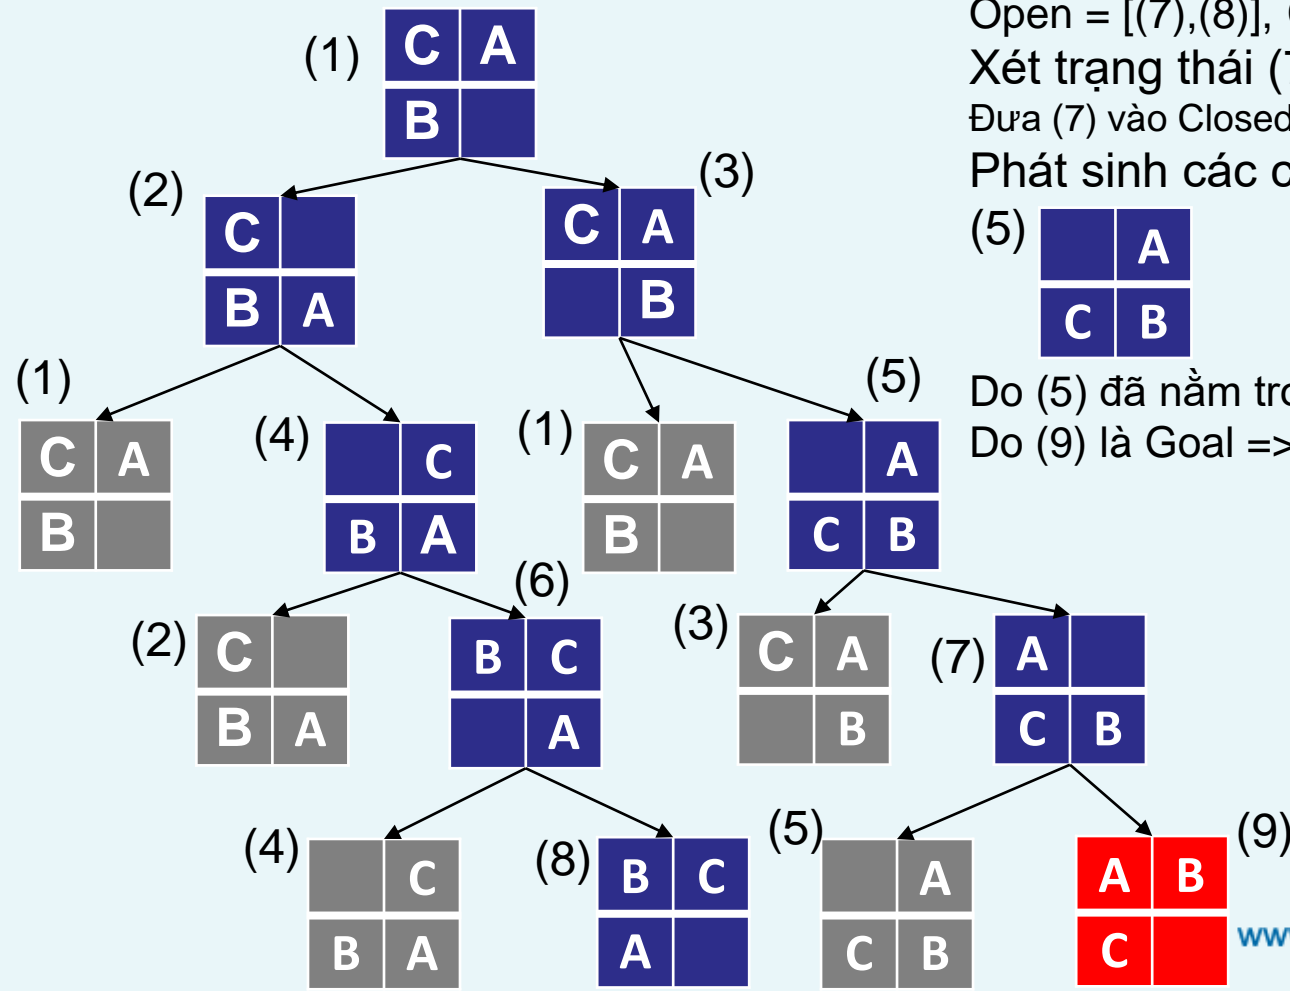 Open = [(7),(8)],
Xét trạng thái
Đưa (7) vào Closed
Phát sinh các
(5)
A
C B
Do (5) đã nằm
Do (9) là Goal =>
(1)
C A
B
(2)
C
B A
(3)
C A
B
(1)
C A
B
(4)
C
B A
(1)
C A
B
(5)
A
C B
(2)
C
B A
(6)
B C
A
(3)
C A
B
(7)
A
C B
(4)
C
B A
(8)
B C
A
(5)
A
C B
(9)
A B
C